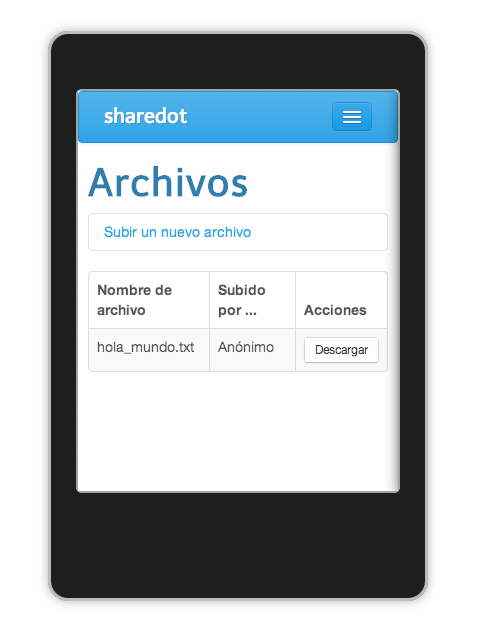 sharedot
Archivos
Subir un nuevo archivo
Nombre de archivo
Subido por ...
Acciones
hola_mundo.txt
Anónimo
Descargar